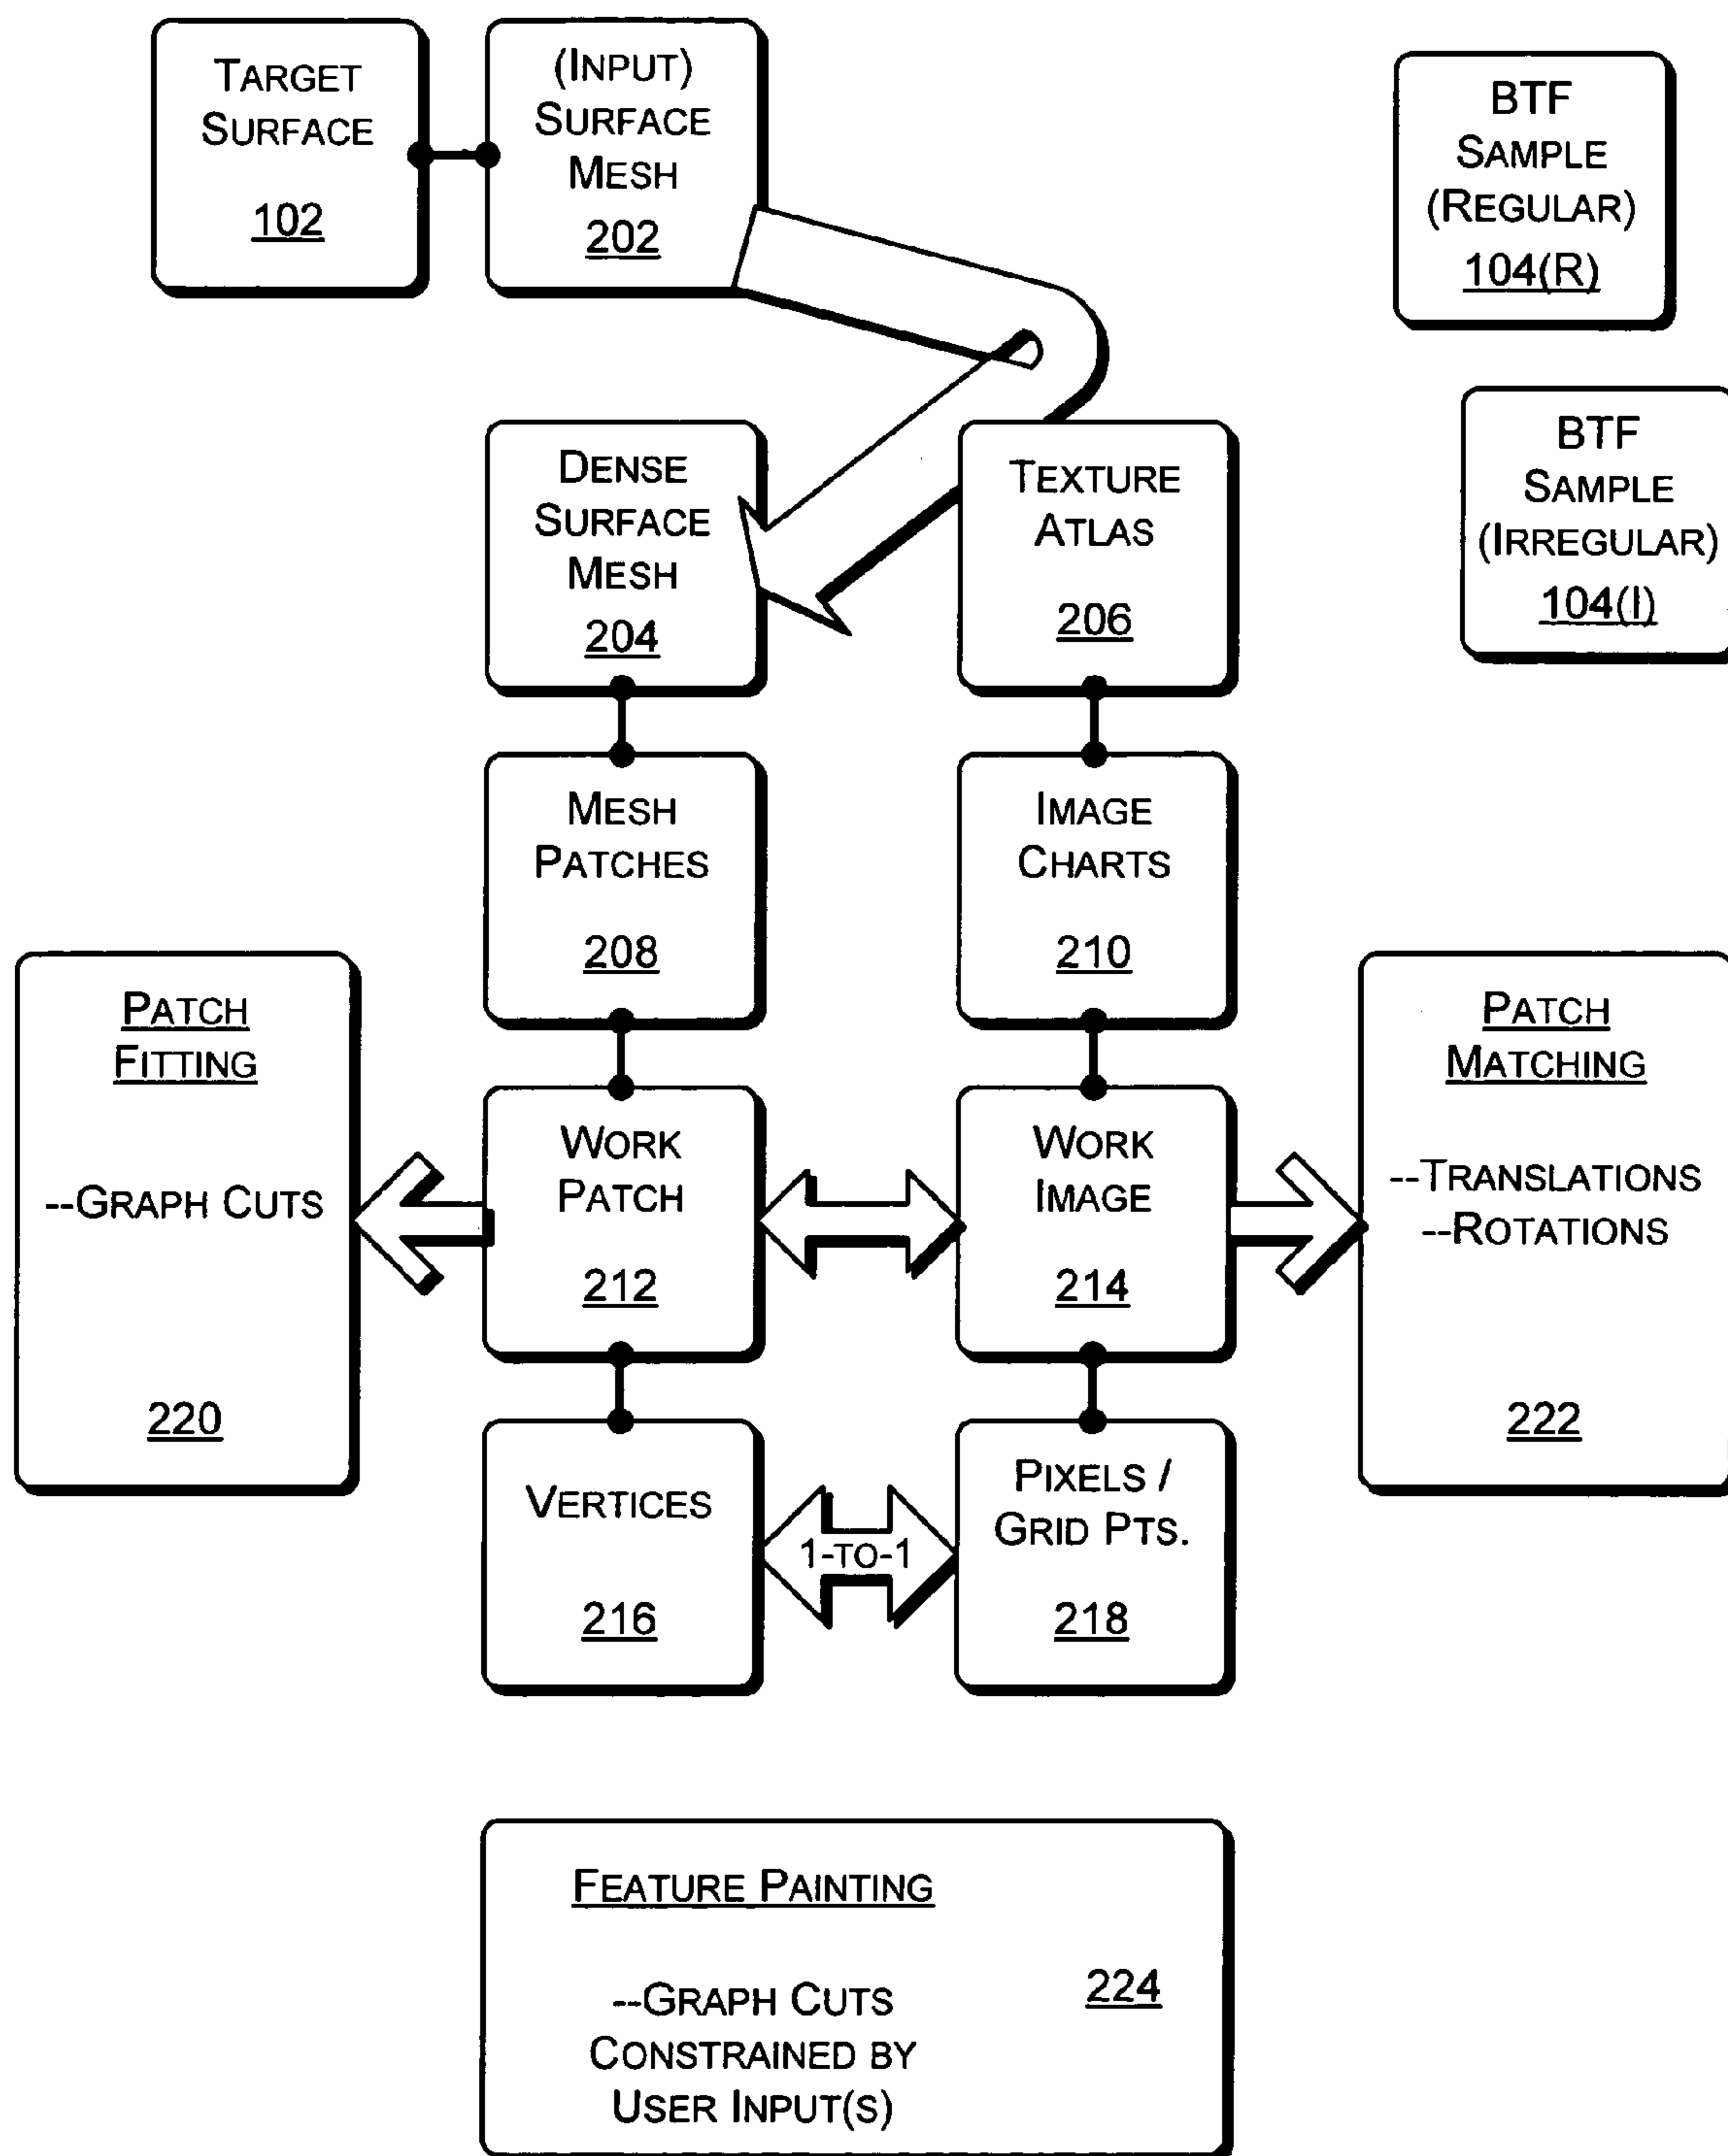 TARGET
SURFACE
102
(INPUT)
SURFACE
MESH
202
BTF
SAMPLE
(REGULAR)
104(R)
BTF
SAMPLE
(IRREGULAR)
104(I)
DENSE
SURFACE
MESH
204
TEXTURE
ATLAS
206
MESH
PATCHES
208
IMAGE
CHARTS
210
PATCH
FITTING
--GRAPH CUTS
220
WORK
PATCH
212
WORK
IMAGE
214
PATCH
MATCHING
--TRANSLATIONS
--ROTATIONS
222
VERTICES
216
1-TO-1
PIXELS /
GRID PTS.
218
FEATURE PAINTING
--GRAPH CUTS
CONSTRAINED BY
USER INPUT(S)
224